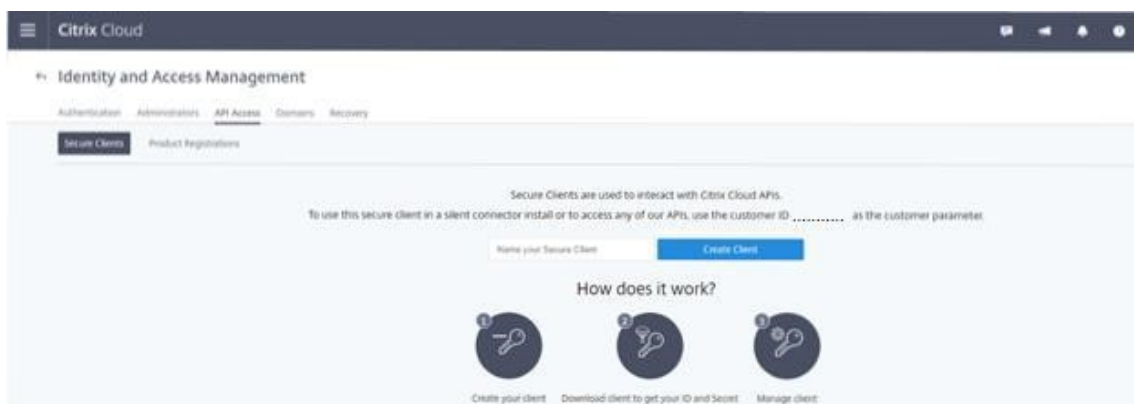 Citrix Cloud
Identity and Access Management
Authentication Administrators API Access Domains Recovery
Secure Clients Product Registrations
Secure Clients are used to interact with Citrix Cloud APIs.
To use this secure client in a silent connector install or to access any of our APIs, use the customer ID ........... as the customer parameter.
Name your Secure Client Create Client
How does it work?
1 2 3
Create your client Download client to get your ID and Secret Manage client